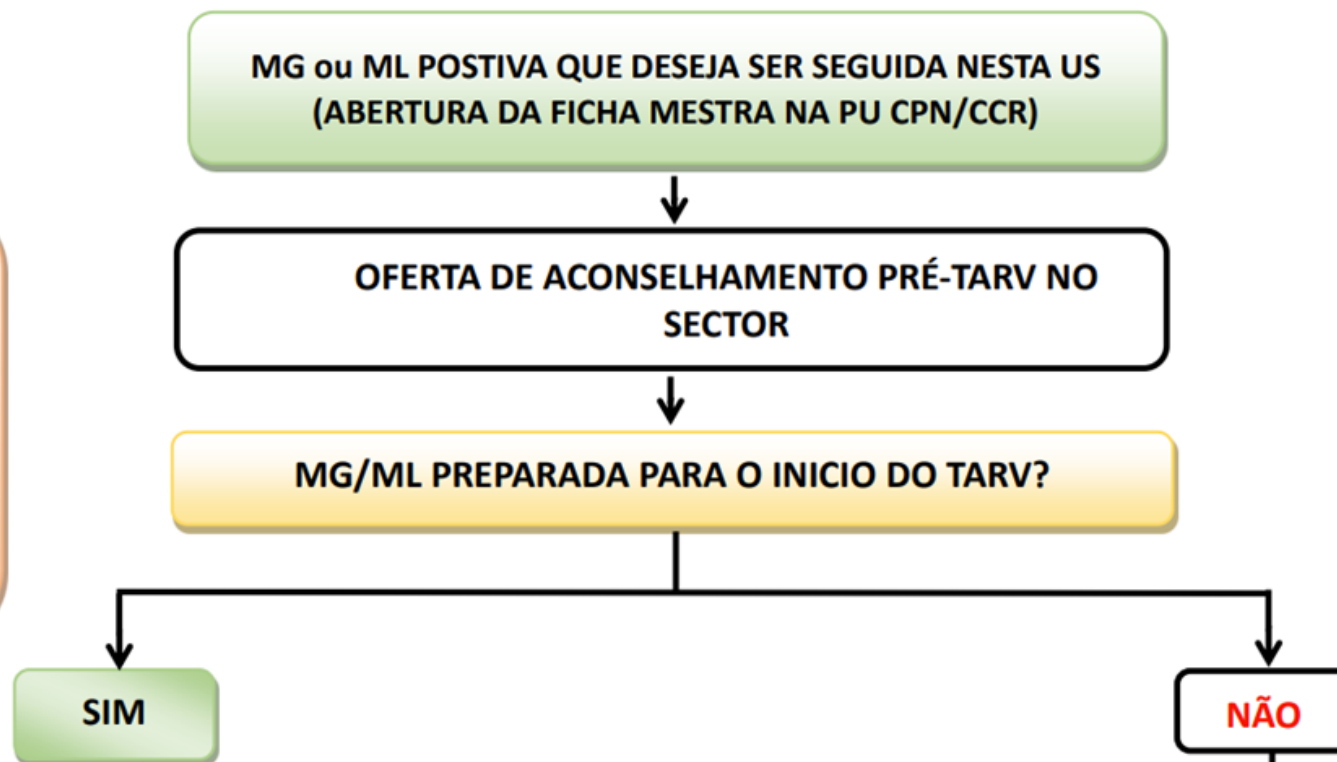 MG ou ML POSTIVA QUE DESEJA SER SEGUIDA NESTA US
(ABERTURA DA FICHA MESTRA NA PU CPN/CCR)
OFERTA DE ACONSELHAMENTO PRÉ-TARV NO
SECTOR
MG/ML PREPARADA PARA O INICIO DO TARV?
SIM
NÃO